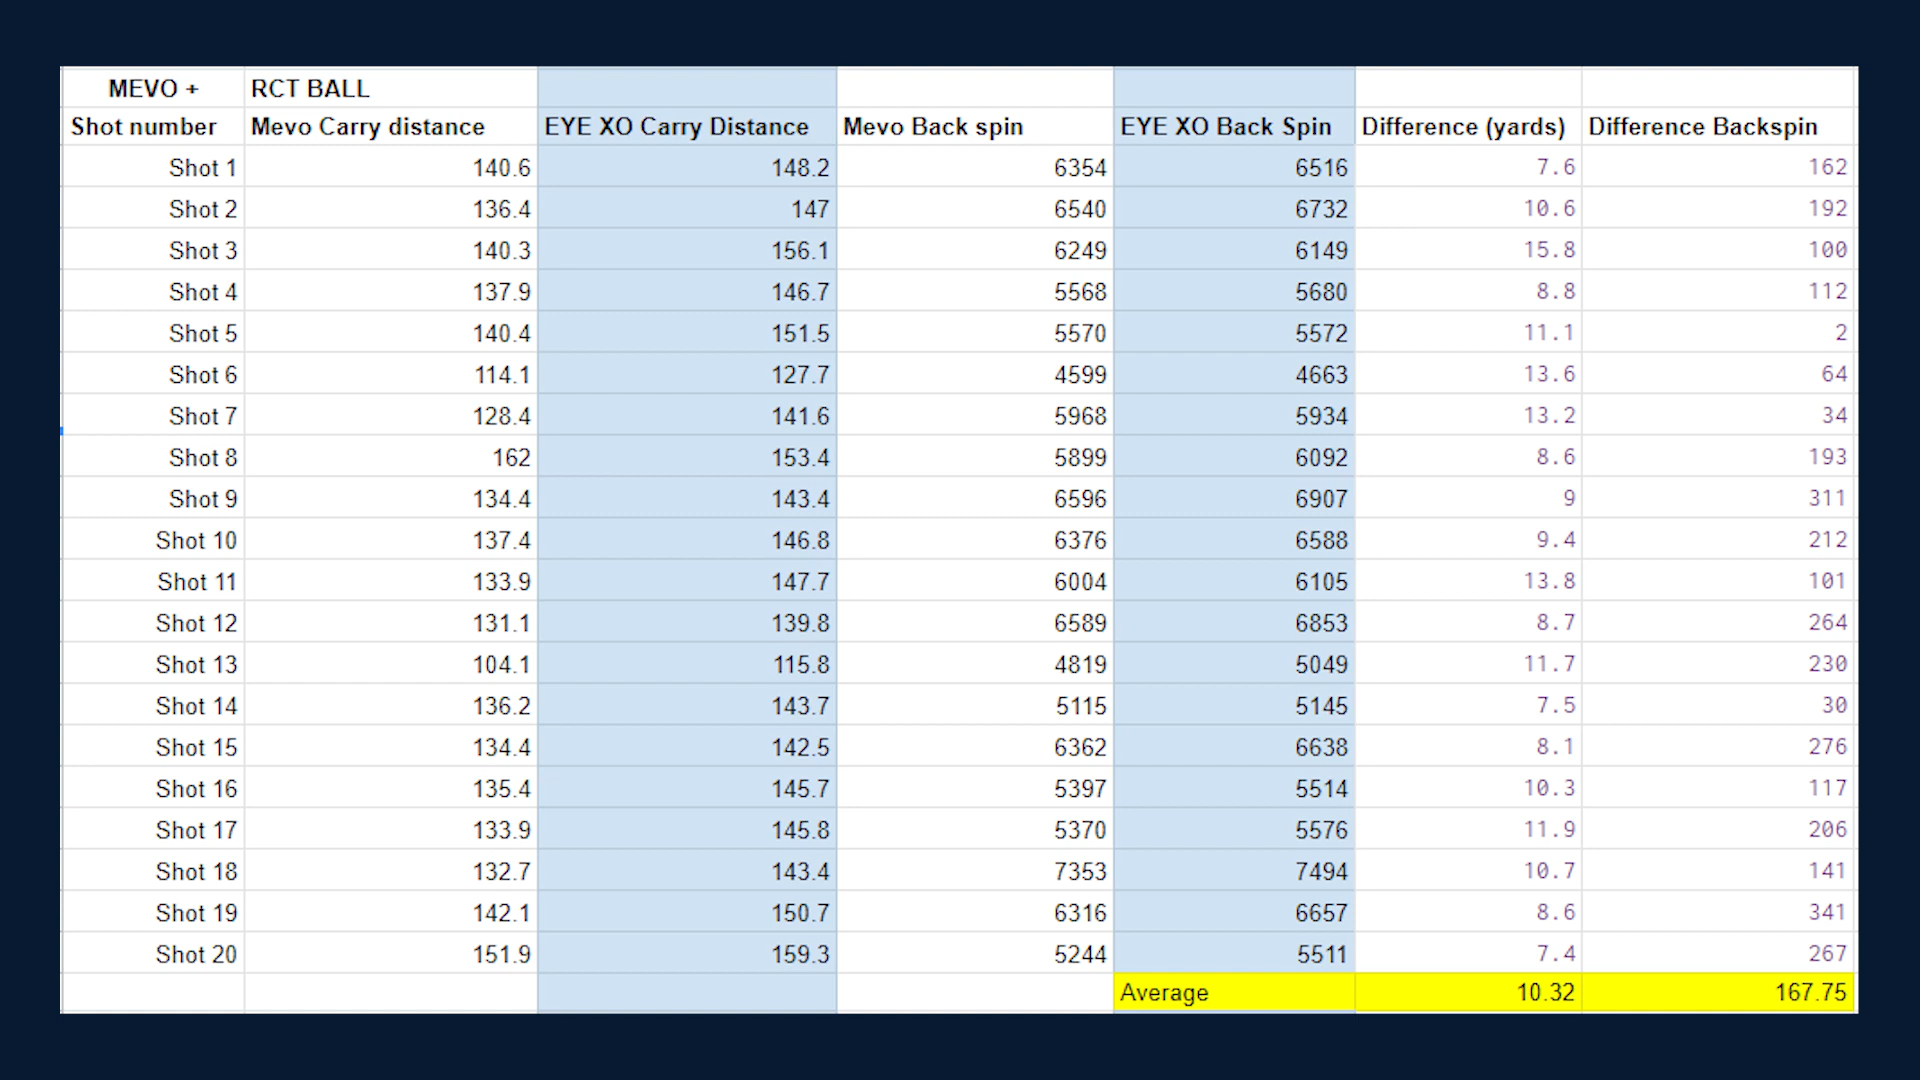 MEVO + RCT BALL
Shot number Mevo Carry distance EYE XO Carry Distance Mevo Back spin EYE XO Back Spin Difference (yards) Difference Backspin
Shot 1 140.6 148.2 6354 6516 7.6 162
Shot 2 136.4 147 6540 6732 10.6 192
Shot 3 140.3 156.1 6249 6149 15.8 100
Shot 4 137.9 146.7 5568 5680 8.8 112
Shot 5 140.4 151.5 5570 5572 11.1 2
Shot 6 114.1 127.7 4599 4663 13.6 64
Shot 7 128.4 141.6 5968 5934 13.2 34
Shot 8 162 153.4 5899 6092 8.6 193
Shot 9 134.4 143.4 6596 6907 9 311
Shot 10 137.4 146.8 6376 6588 9.4 212
Shot 11 133.9 147.7 6004 6105 13.8 101
Shot 12 131.1 139.8 6589 6853 8.7 264
Shot 13 104.1 115.8 4819 5049 11.7 230
Shot 14 136.2 143.7 5115 5145 7.5 30
Shot 15 134.4 142.5 6362 6638 8.1 276
Shot 16 135.4 145.7 5397 5514 10.3 117
Shot 17 133.9 145.8 5370 5576 11.9 206
Shot 18 132.7 143.4 7353 7494 10.7 141
Shot 19 142.1 150.7 6316 6657 8.6 341
Shot 20 151.9 159.3 5244 5511 7.4 267
Average 10.32 167.75